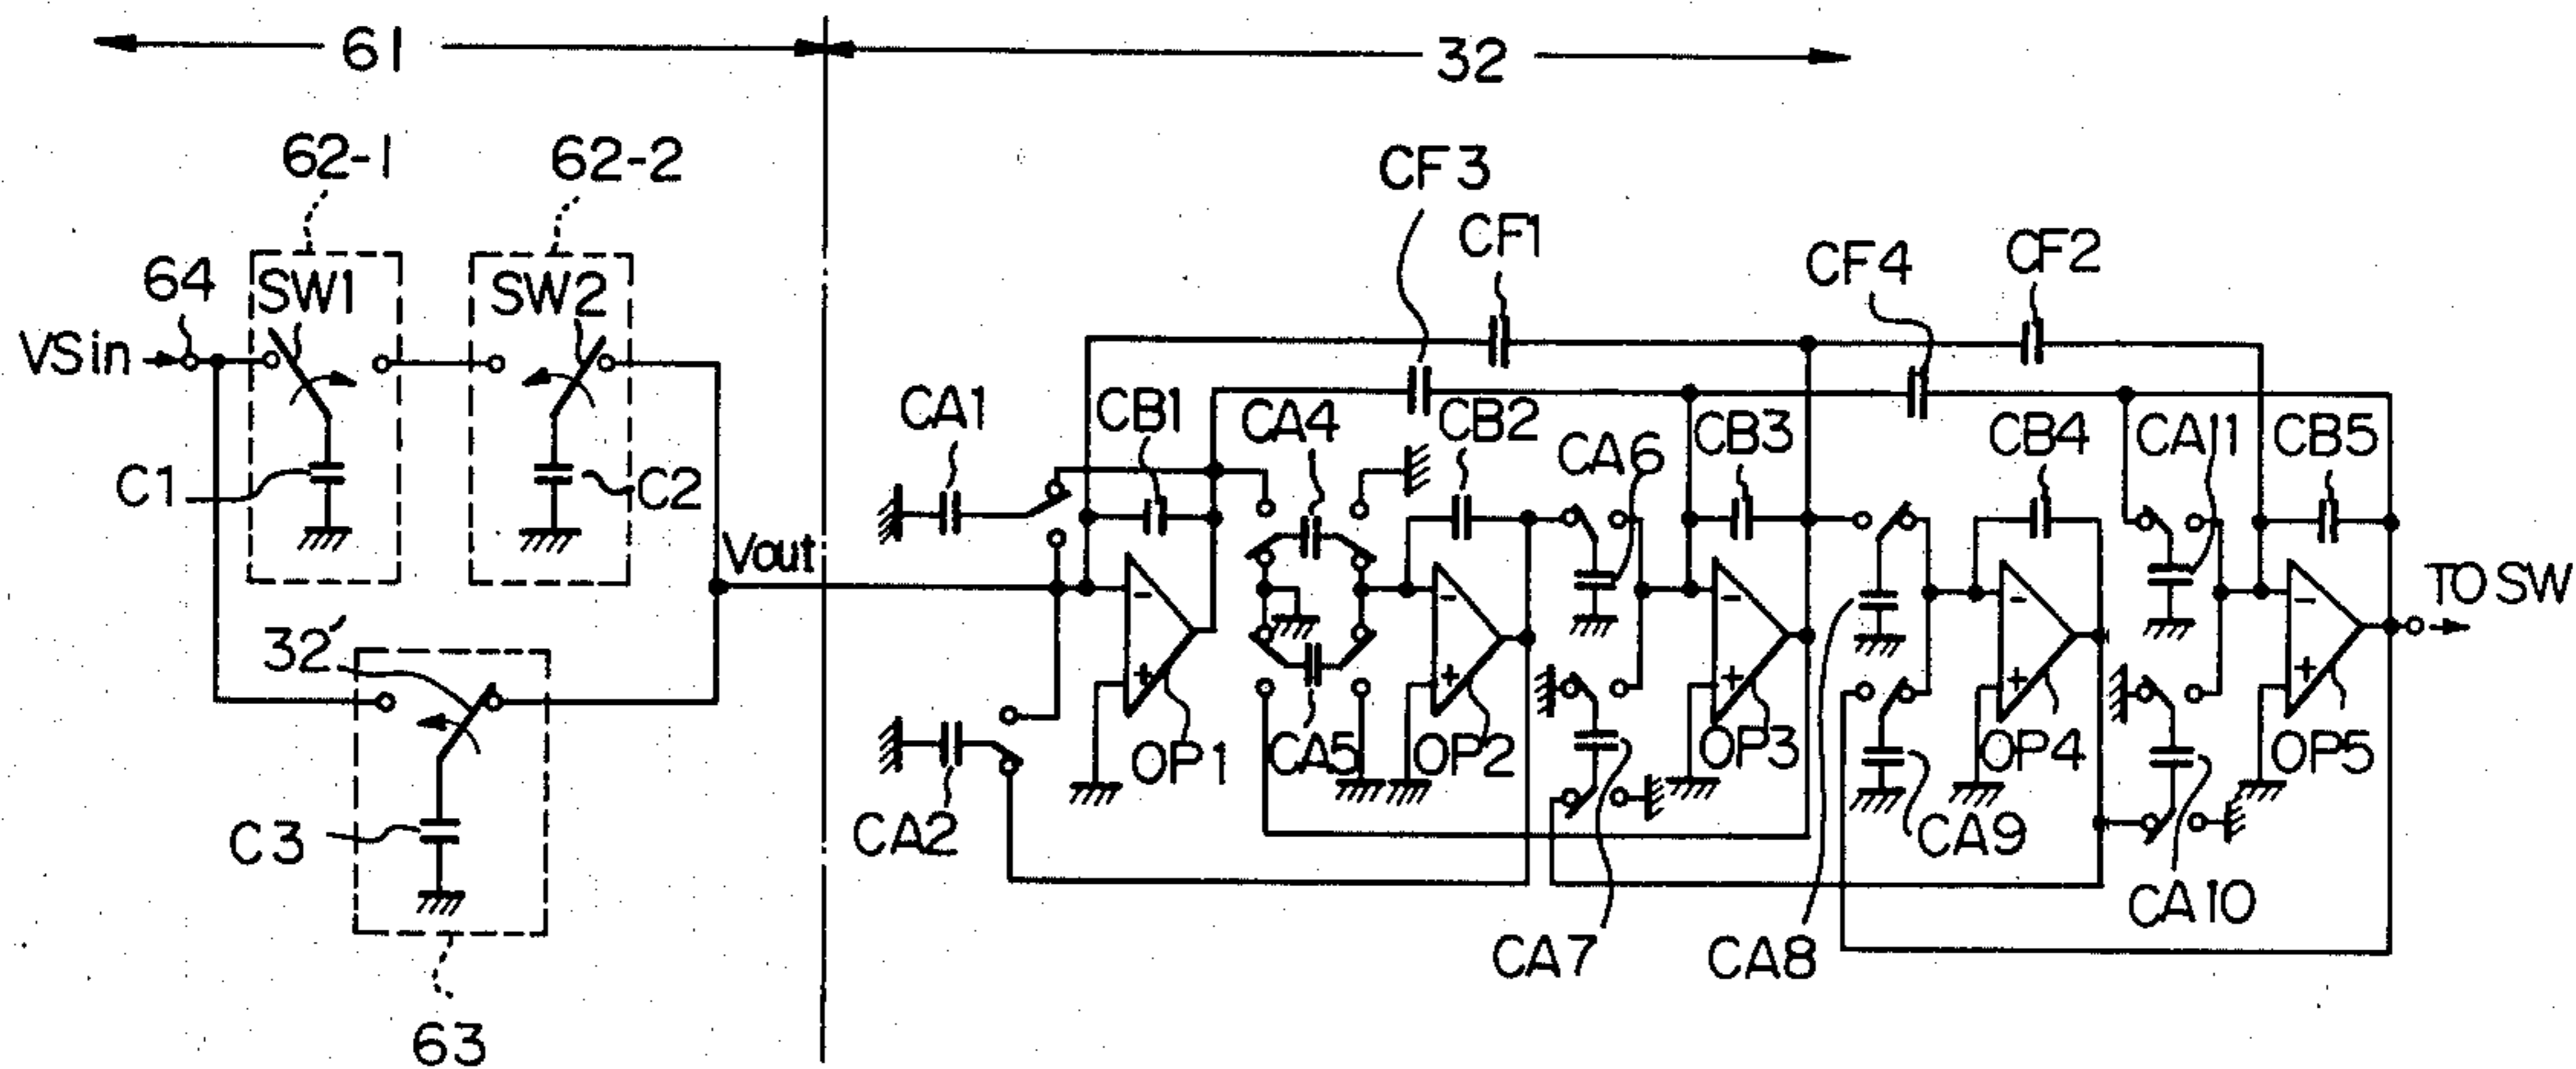 61
32
62-1
62-2
CF3
CF1
CF4
CF2
64
SW1
SW2
VSin
CA1
CB1
CA4
CB2
CA6
CB3
CB4
CA11
CB5
C1
C2
Vout
-
-
-
-
-
TO SW
32'
+
+
+
+
+
OP1
CA5
OP2
OP3
OP4
OP5
C3
CA2
CA9
CA10
CA7
CA8
63